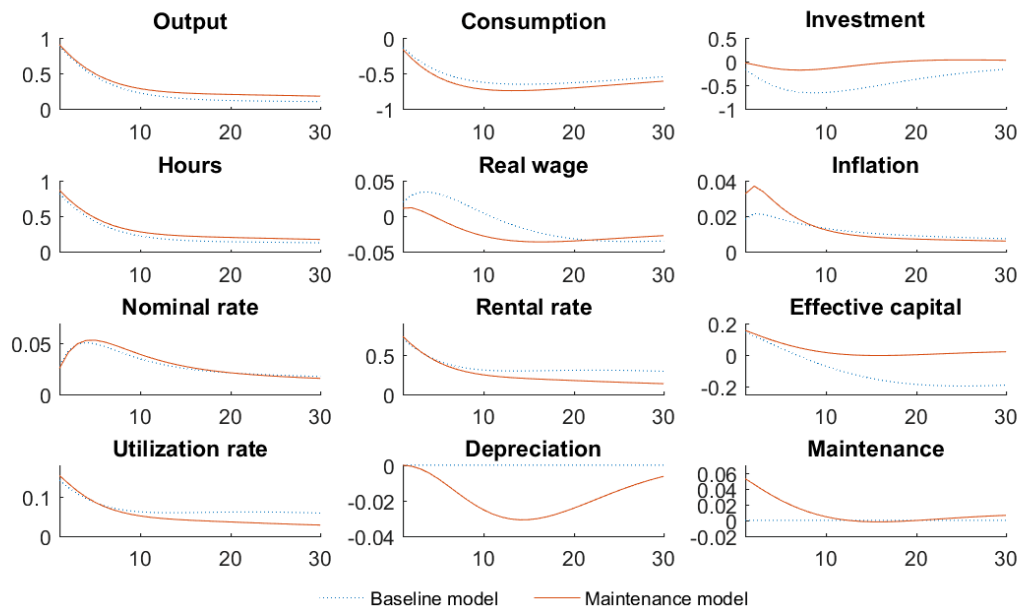 Output Consumption Investment
1 0 0.5
0
0.5 -0.5 -0.5
0 -1 -1
10 20 30 10 20 30 10 20 30
Hours Real wage Inflation
1 0.05 0.04
0.5 0 0.02
0 -0.05 0
10 20 30 10 20 30 10 20 30
Nominal rate Rental rate Effective capital
0.2
0.05 0.5 0
-0.2
0 0
10 20 30 10 20 30 10 20 30
Utilization rate Depreciation Maintenance
0 0.06
0.04
0.1 -0.02 0.02
0
0 -0.04 -0.02
10 20 30 10 20 30 10 20 30
Baseline model Maintenance model